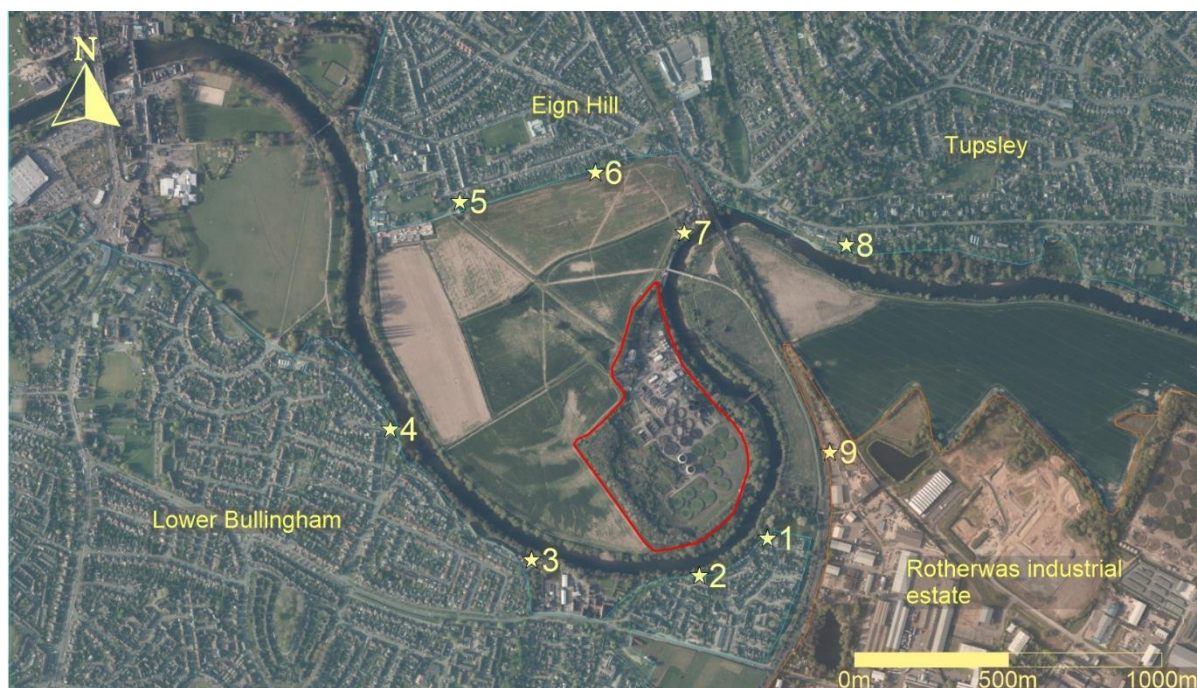 N
Eign Hill
Tupsley
6
5
7
8
4
9
Lower Bullingham
1
3
2
Rotherwas industrial
estate
0m 500m 1000m